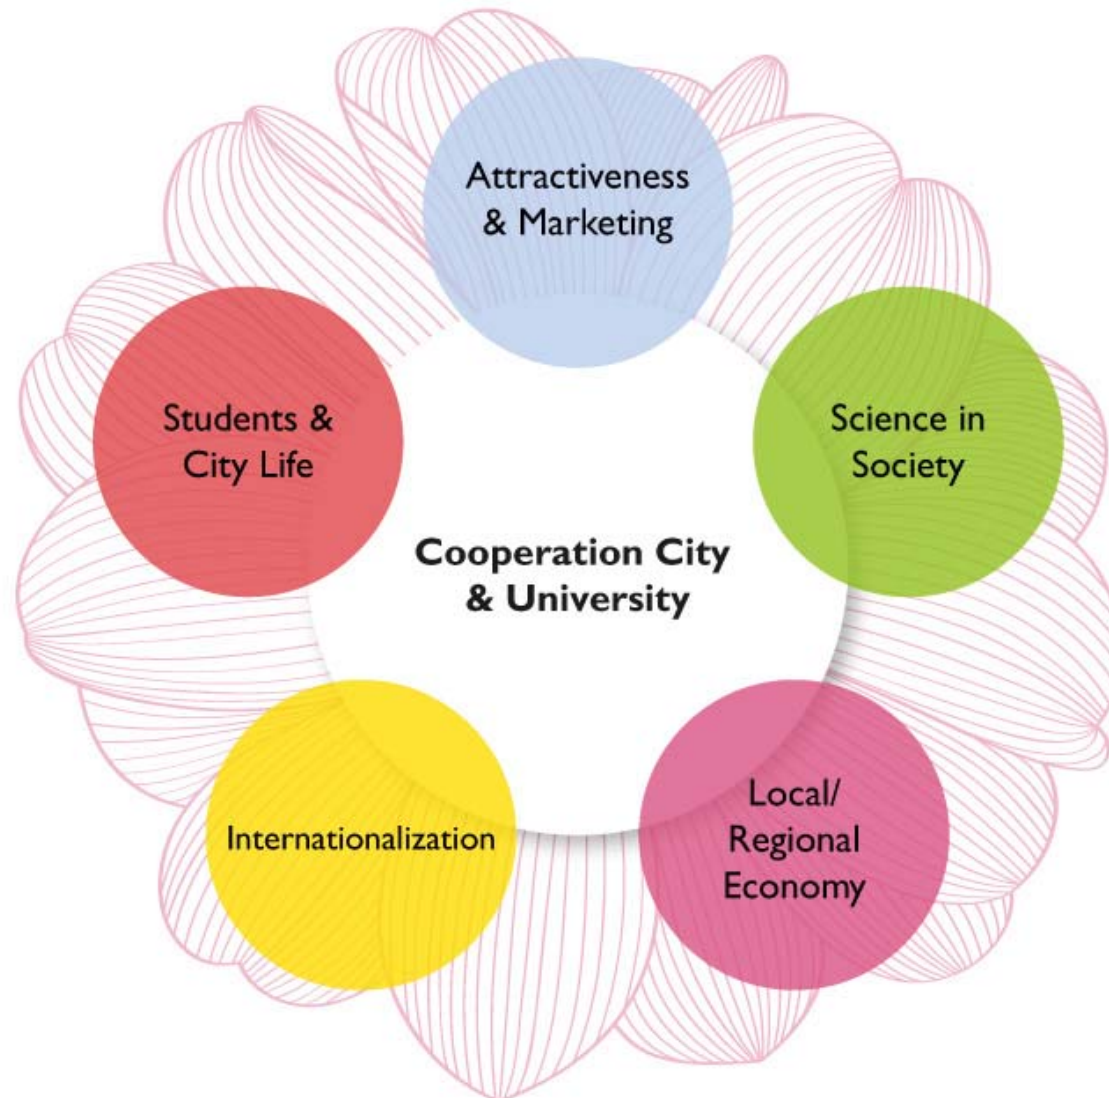 Attractiveness
& Marketing
Students &
City Life
Science in
Society
Cooperation City
& University
Internationalization
Local/
Regional
Economy